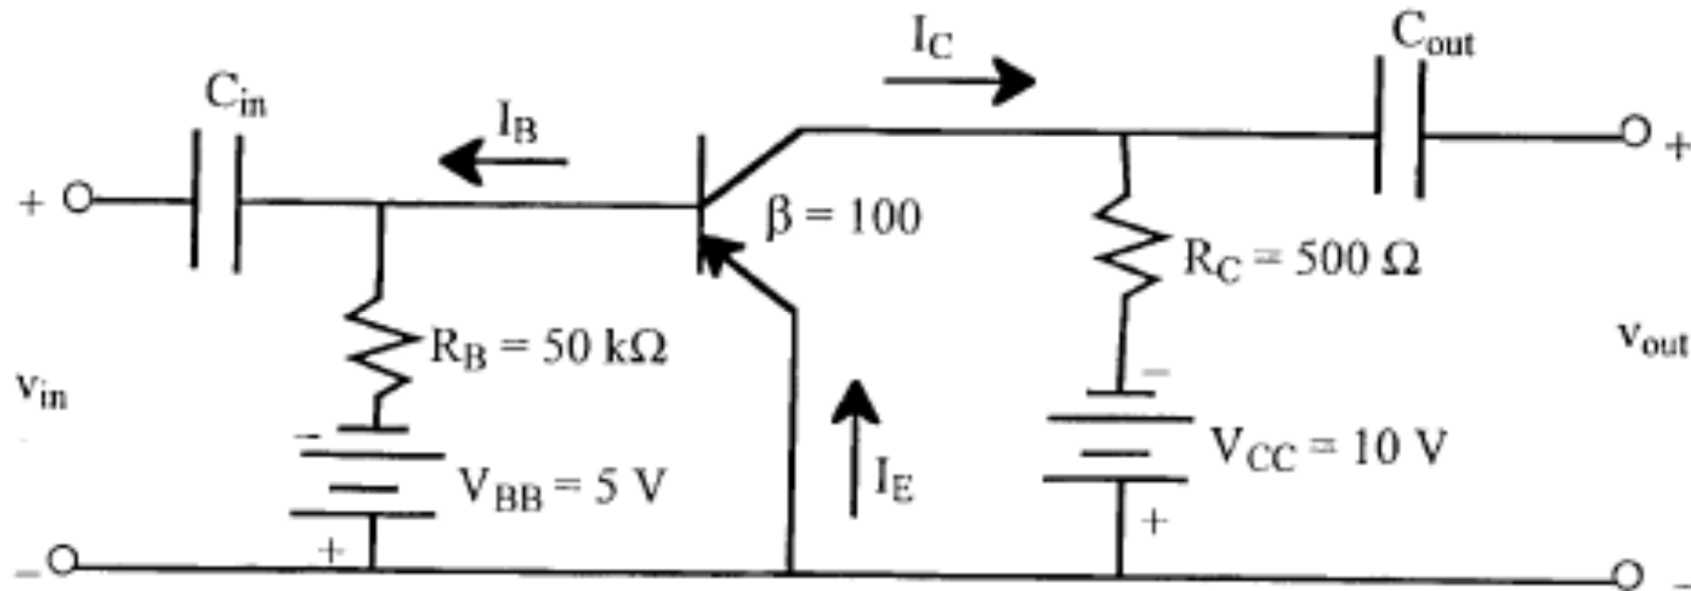 I_C
C_out
C_in
I_B
+
+
β = 100
R_C = 500 Ω
R_B = 50 kΩ
v_in
v_out
−
−
V_BB = 5 V
V_CC = 10 V
I_E
+
+
−
−